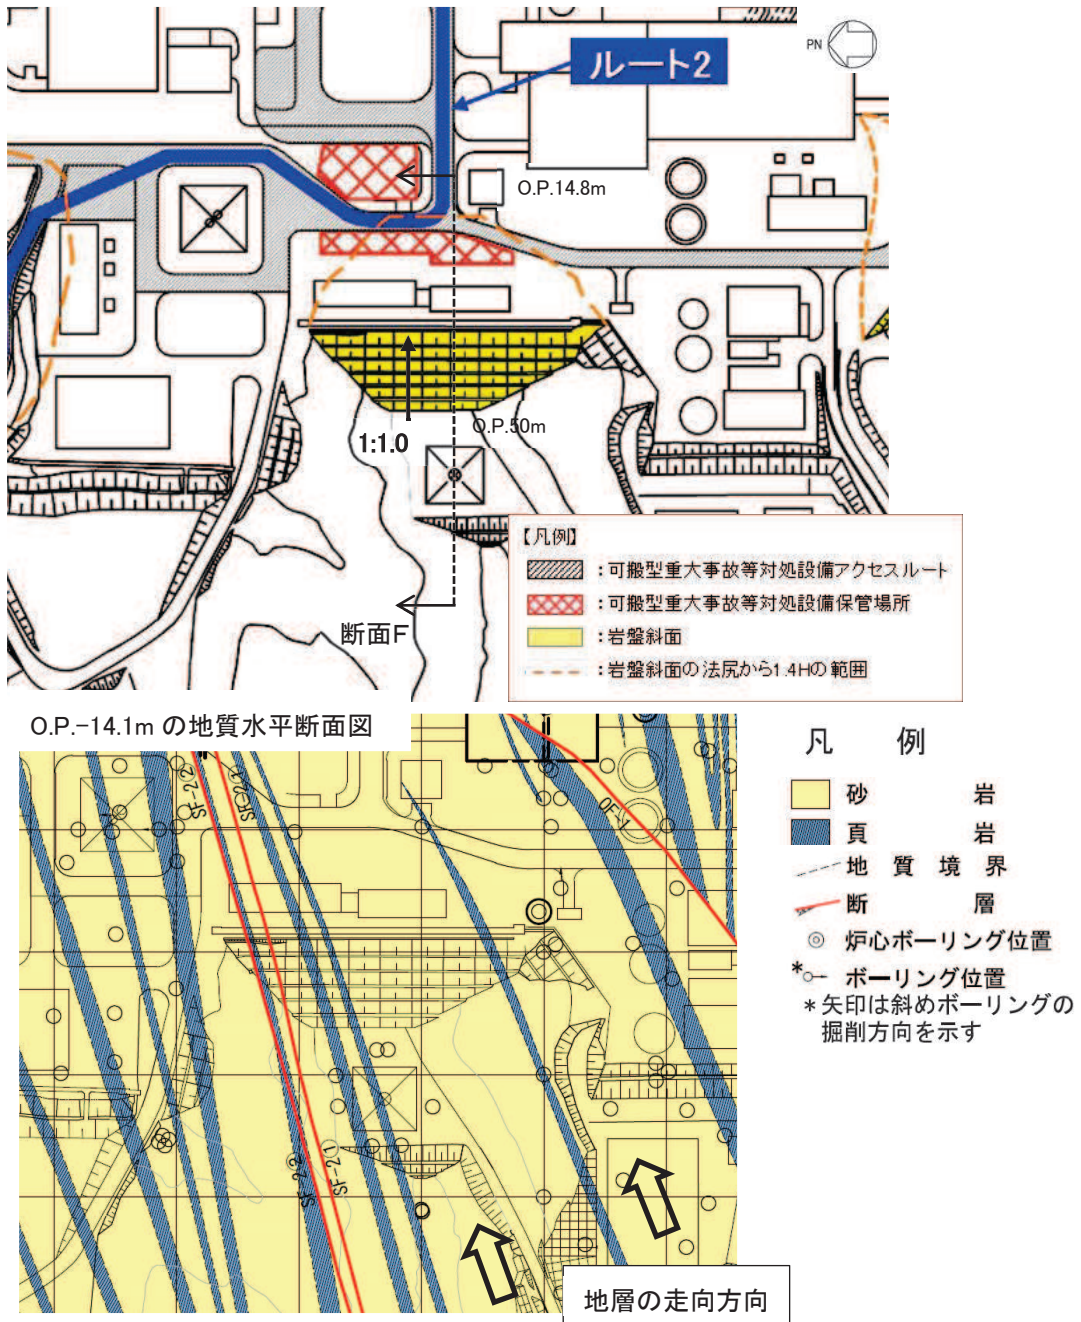 ルート2
PN
O.P.14.8m
1:1.0
O.P.50m
断面F
【凡例】
：可搬型重大事故等対処設備アクセスルート
：可搬型重大事故等対処設備保管場所
：岩盤斜面
：岩盤斜面の法尻から1.4Hの範囲
O.P.-14.1m の地質水平断面図
SF-22
SF-21
OF-1
SF-2.2
SF-21
地層の走向方向
凡 例
砂 岩
頁 岩
地 質 境 界
断 層
炉心ボーリング位置
* ボーリング位置
*矢印は斜めボーリングの
掘削方向を示す